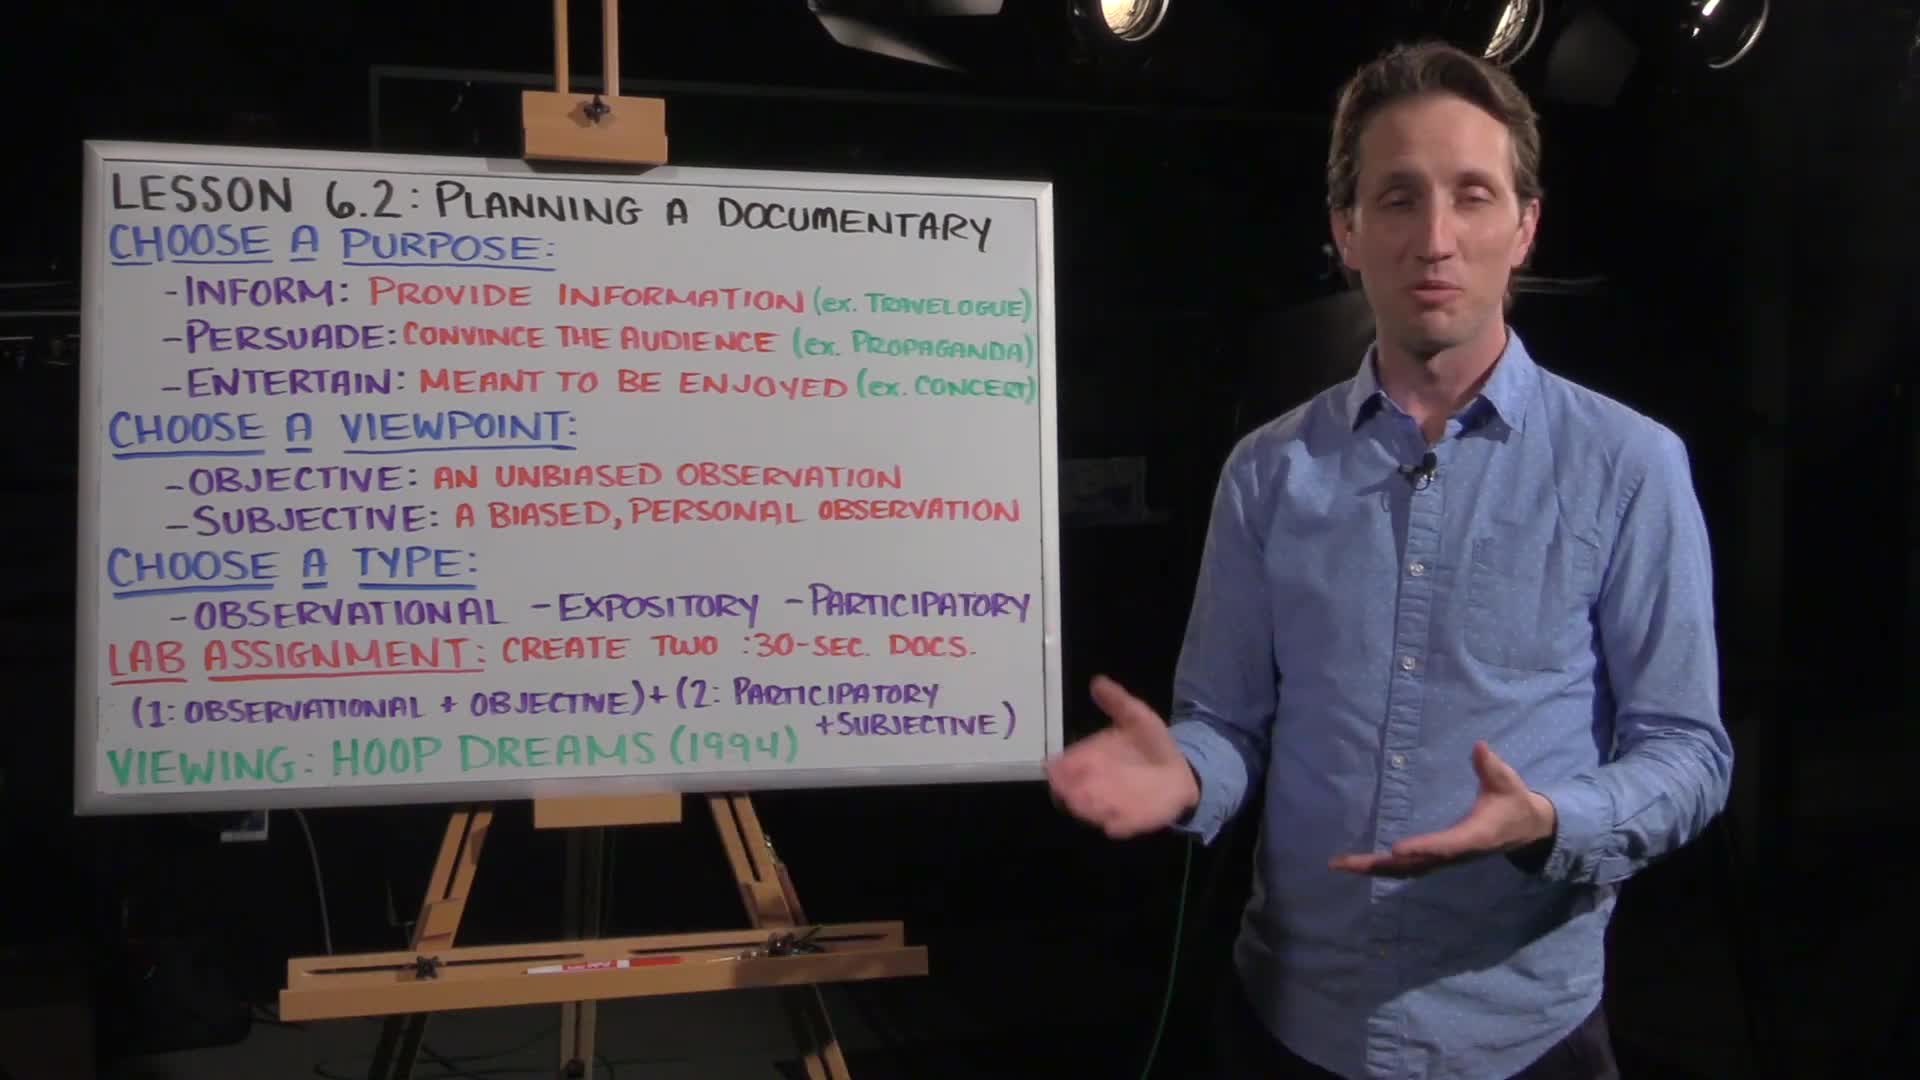 LESSON 6.2: PLANNING A DOCUMENTARY
CHOOSE A PURPOSE:
-INFORM: PROVIDE INFORMATION (ex. TRAVELOGUE)
-PERSUADE: CONVINCE THE AUDIENCE (ex. PROPAGANDA)
-ENTERTAIN: MEANT TO BE ENJOYED (ex. CONCERT)
CHOOSE A VIEWPOINT:
-OBJECTIVE: AN UNBIASED OBSERVATION
-SUBJECTIVE: A BIASED, PERSONAL OBSERVATION
CHOOSE A TYPE:
-OBSERVATIONAL -EXPOSITORY -PARTICIPATORY
LAB ASSIGNMENT: CREATE TWO :30-SEC. DOCS.
(1: OBSERVATIONAL + OBJECTIVE) + (2: PARTICIPATORY
+SUBJECTIVE)
VIEWING: HOOP DREAMS (1994)